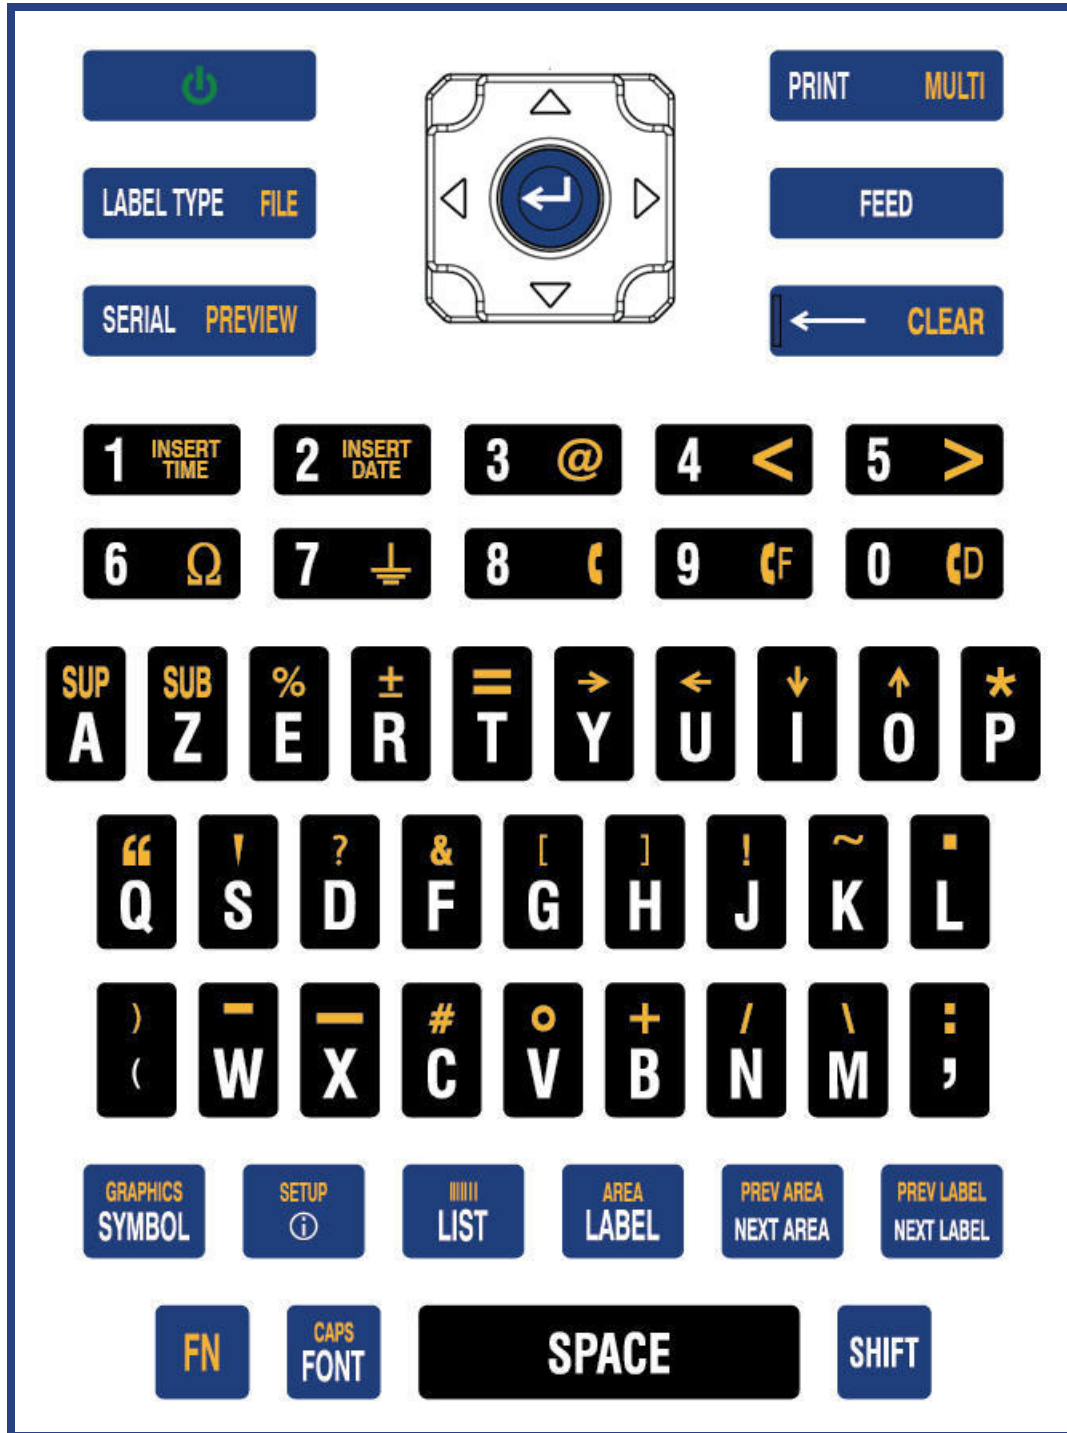 PRINT MULTI
LABEL TYPE FILE
FEED
SERIAL PREVIEW
← CLEAR
1 INSERT TIME 2 INSERT DATE 3 @ 4 < 5 >
6 Ω 7 ⏚ 8 9 F 0 D
SUP SUB % ± = → ← ↓ ↑ *
A Z E R T Y U I O P
“ ' ? & [ ] ! ~ .
Q S D F G H J K L
) - — # ° + / \ :
( W X C V B N M ,
GRAPHICS SETUP AREA PREV AREA PREV LABEL
SYMBOL ⓘ LIST LABEL NEXT AREA NEXT LABEL
CAPS
FN FONT SPACE SHIFT